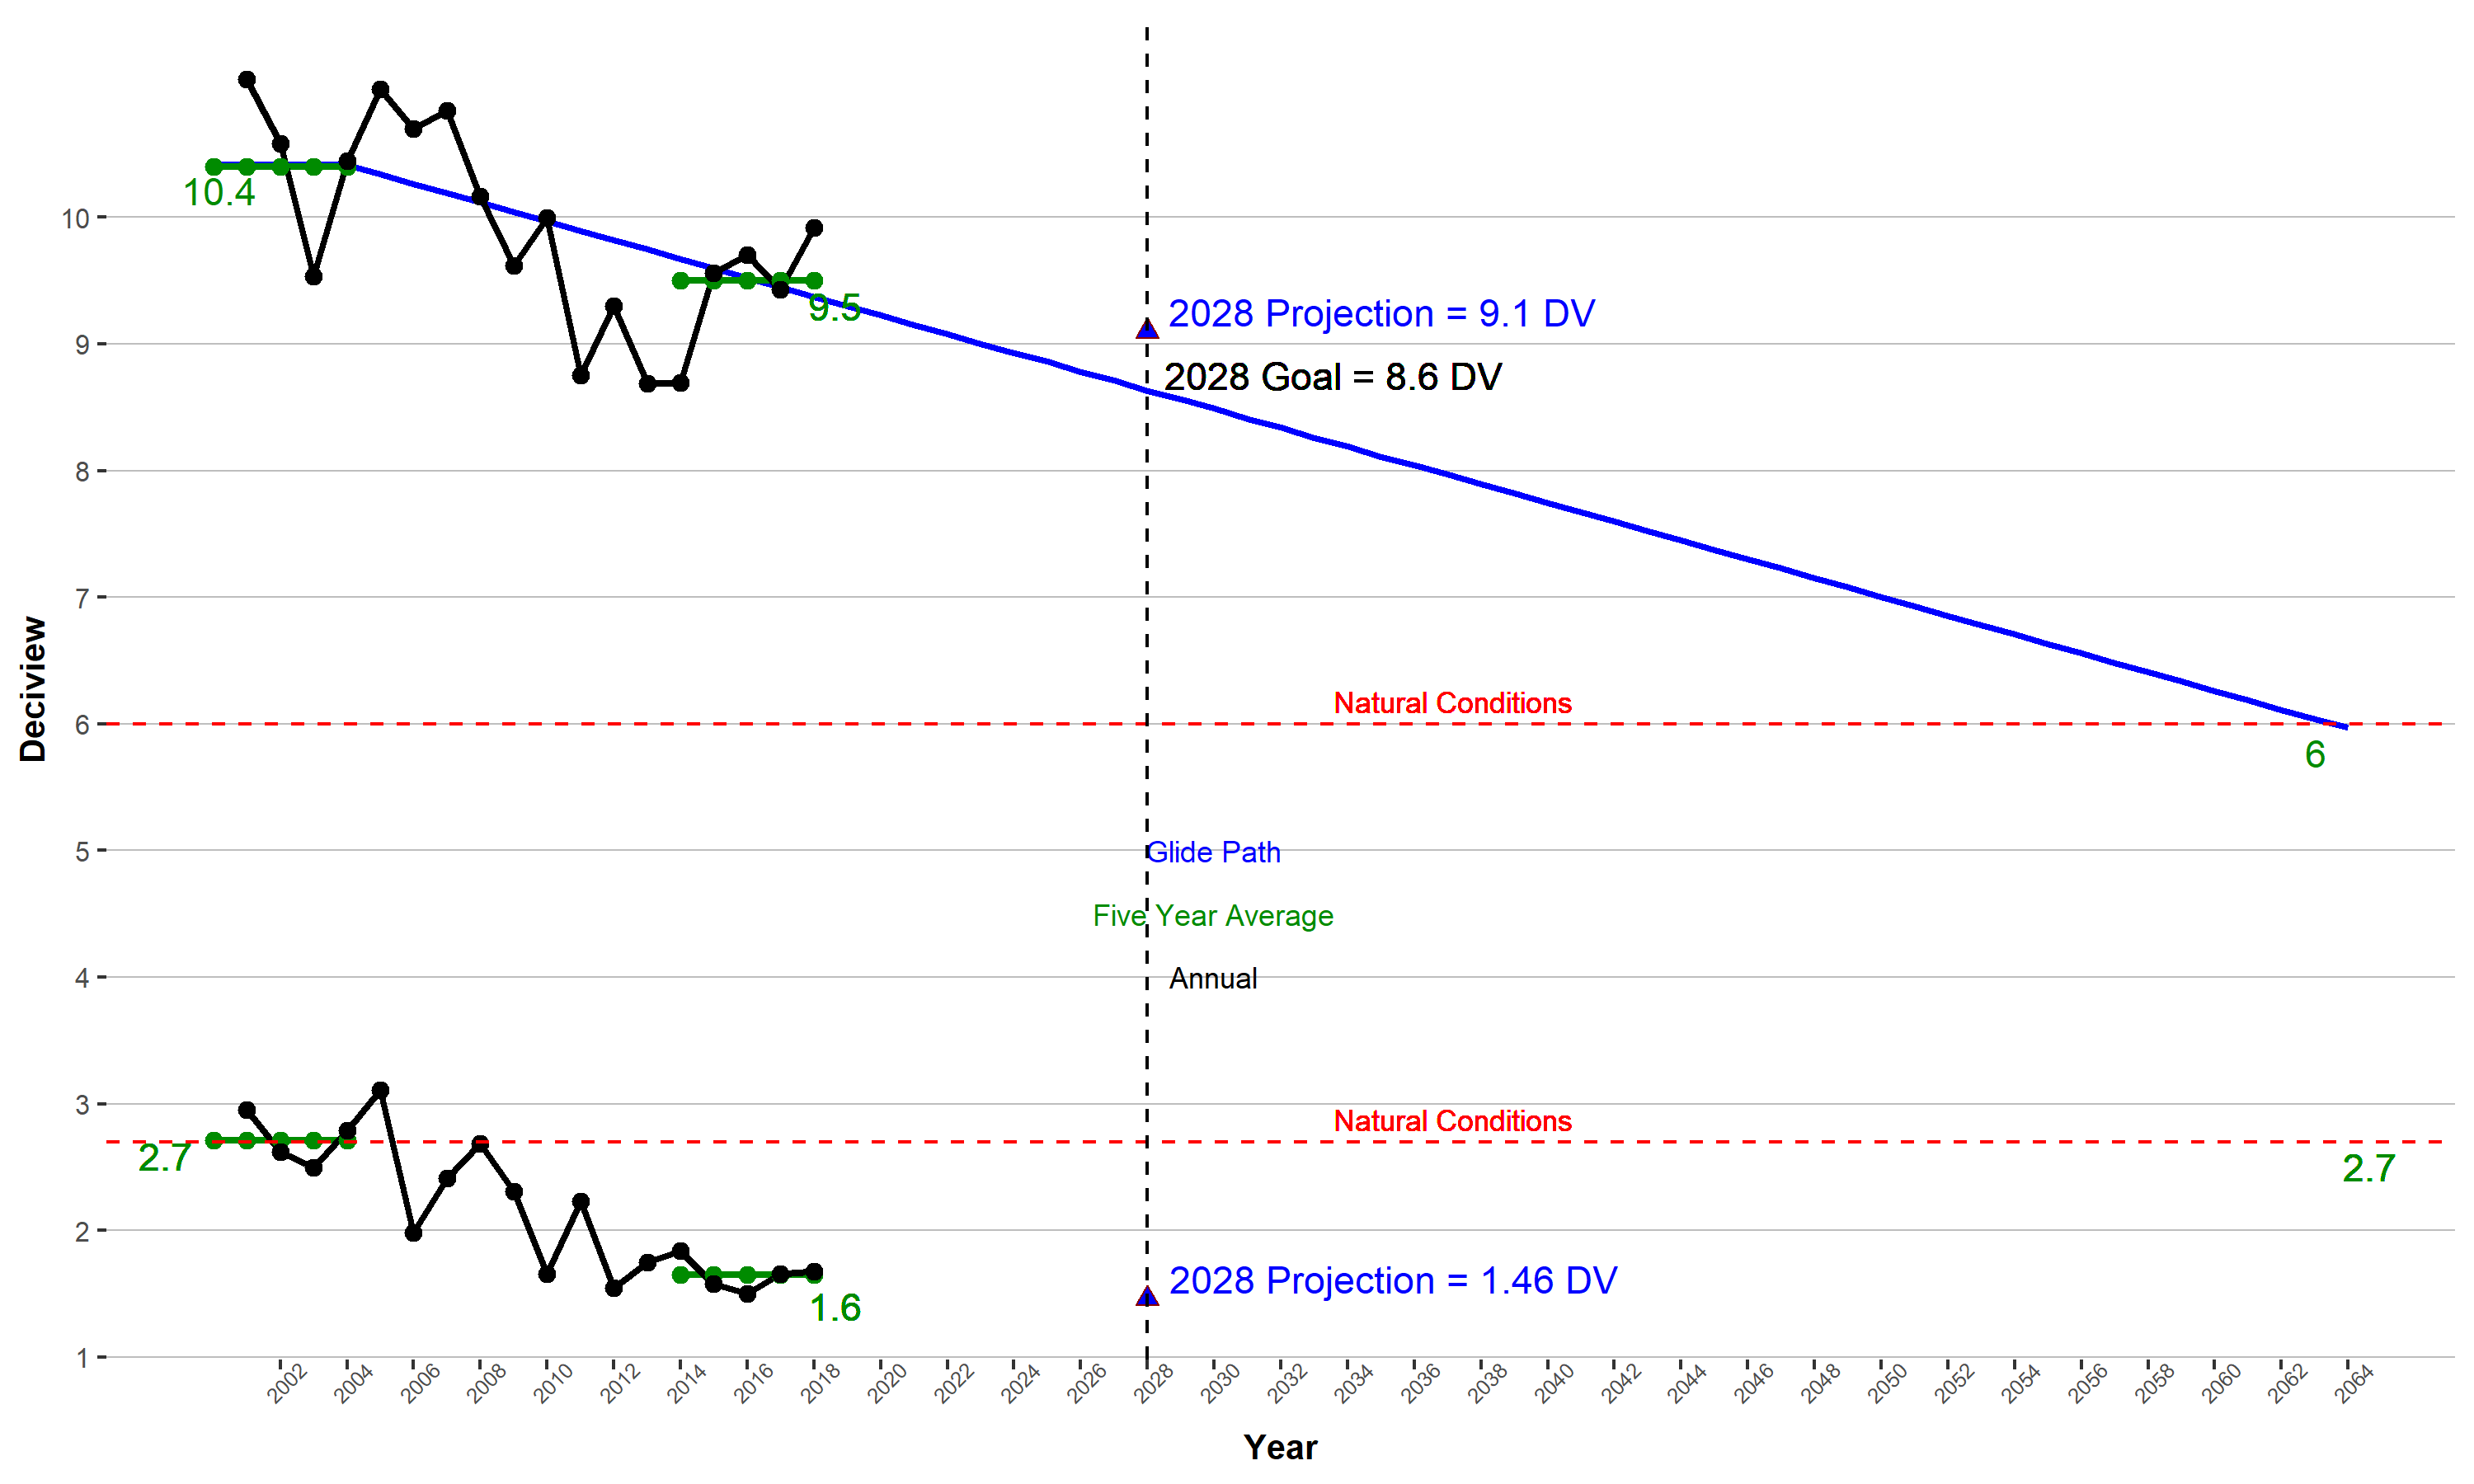 10.4
10
9.5
2028 Projection = 9.1 DV
9
2028 Goal = 8.6 DV
8
7
Deciview
Natural Conditions
6
6
5
Glide Path
Five Year Average
4
Annual
3
Natural Conditions
2.7
2.7
2
2028 Projection = 1.46 DV
1.6
1
2002 2004 2006 2008 2010 2012 2014 2016 2018 2020 2022 2024 2026 2028 2030 2032 2034 2036 2038 2040 2042 2044 2046 2048 2050 2052 2054 2056 2058 2060 2062 2064
Year